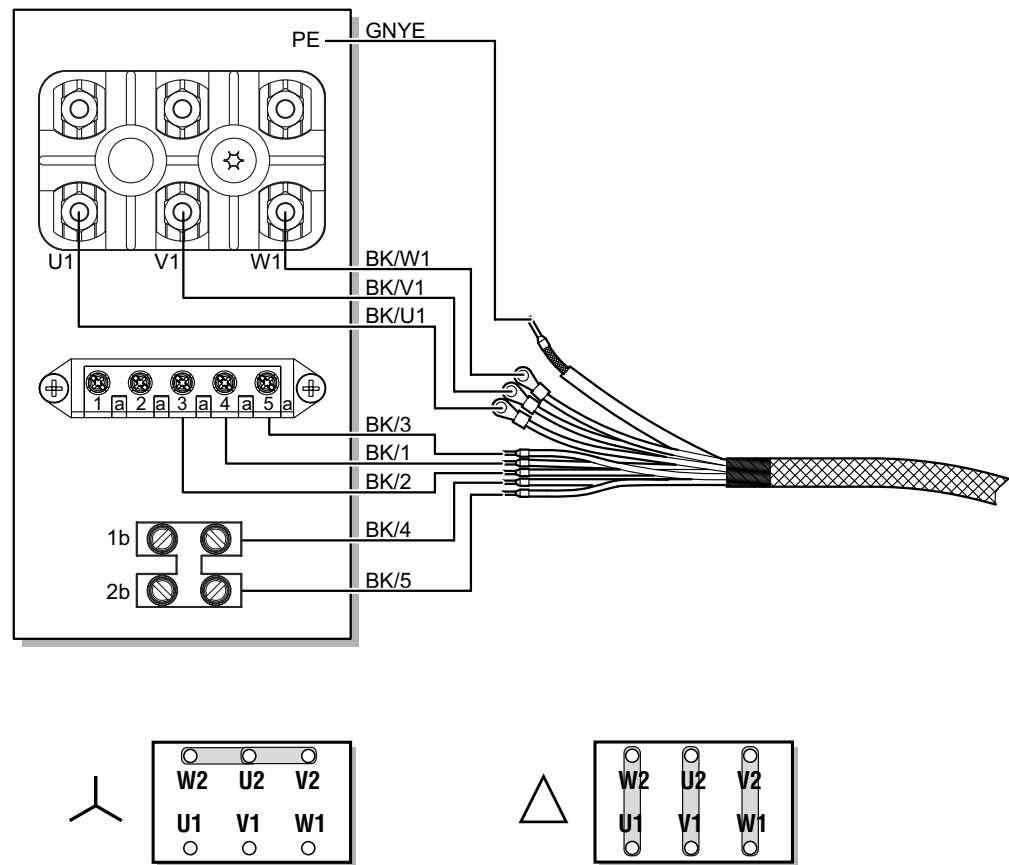 PE GNYE
U1 V1 W1
BK/W1
BK/V1
BK/U1
1 a 2 a 3 a 4 a 5 a
BK/3
BK/1
BK/2
1b BK/4
2b BK/5
W2 U2 V2
U1 V1 W1
W2 U2 V2
U1 V1 W1